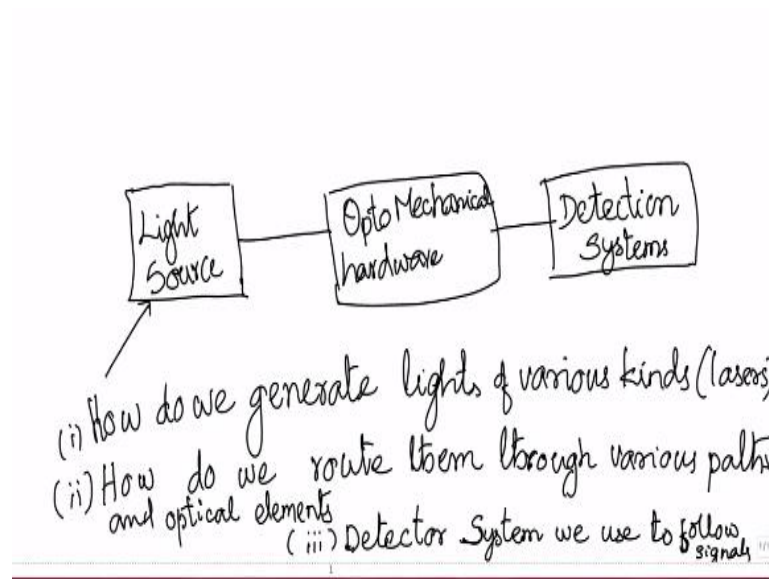 Light
Source
Opto Mechanical
hardware
Detection
Systems
(i) How do we generate lights of various kinds (lasers)
(ii) How do we route them through various paths
and optical elements
(iii) Detector System we use to follow
signals
1